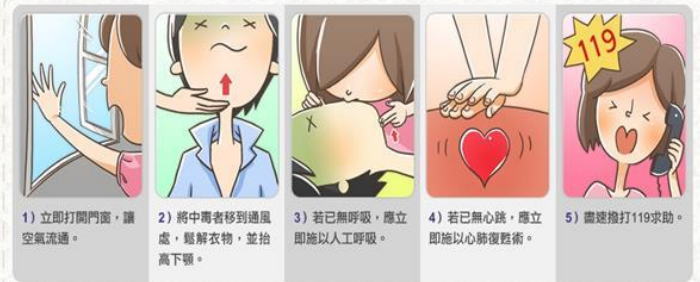 119
1）立即打開門窗，讓
空氣流通。
2）將中毒者移到通風
處，鬆解衣物，並抬
高下顎。
3）若已無呼吸，應立
即施以人工呼吸。
4）若已無心跳，應立
即施以心肺復甦術。
5）盡速撥打119求助。